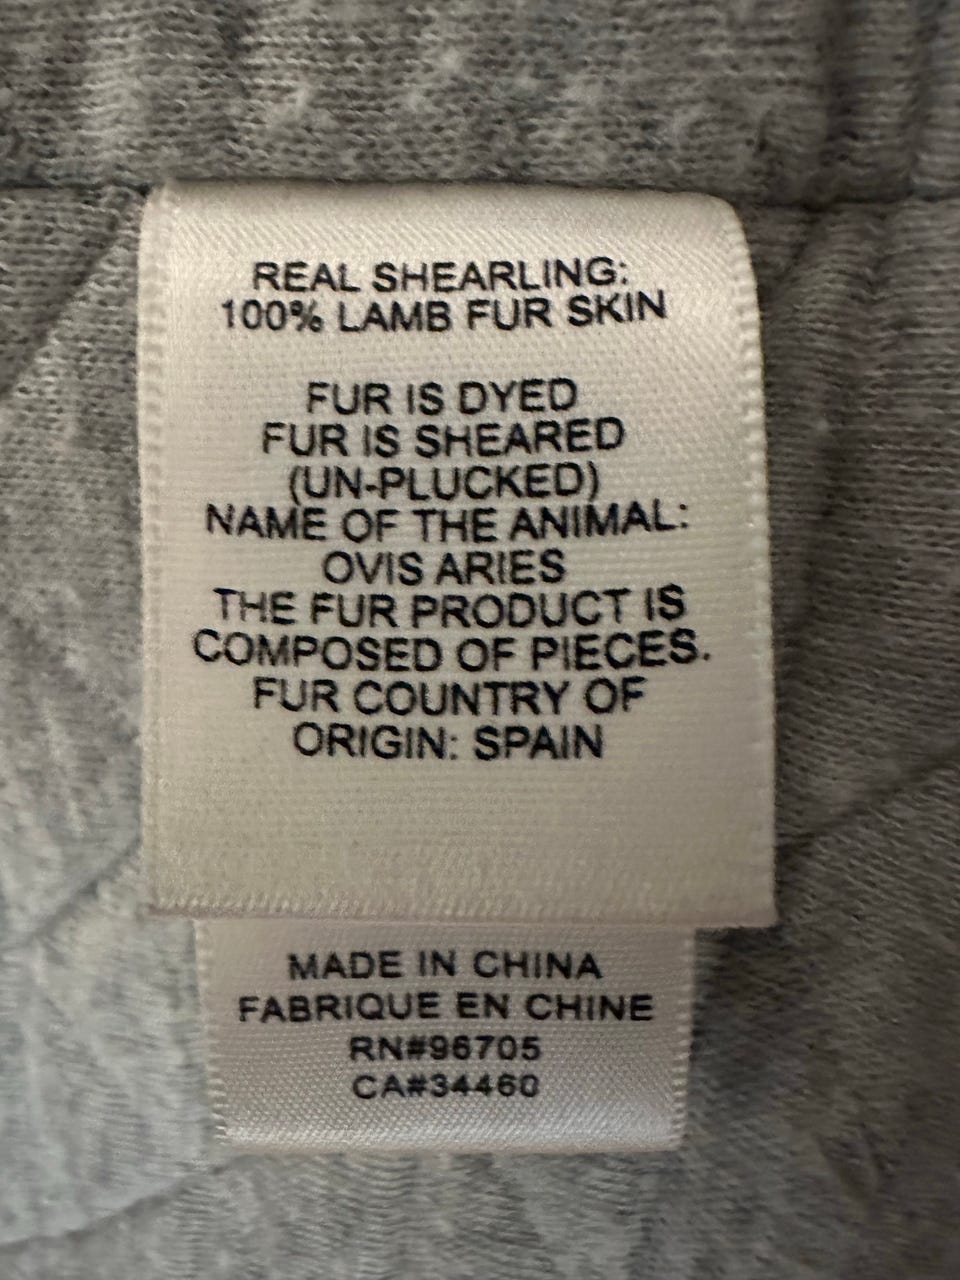 REAL SHEARLING:
100% LAMB FUR SKIN
FUR IS DYED
FUR IS SHEARED
(UN-PLUCKED)
NAME OF THE ANIMAL:
OVIS ARIES
THE FUR PRODUCT IS
COMPOSED OF PIECES.
FUR COUNTRY OF
ORIGIN: SPAIN
MADE IN CHINA
FABRIQUE EN CHINE
RN#96705
CA#34460